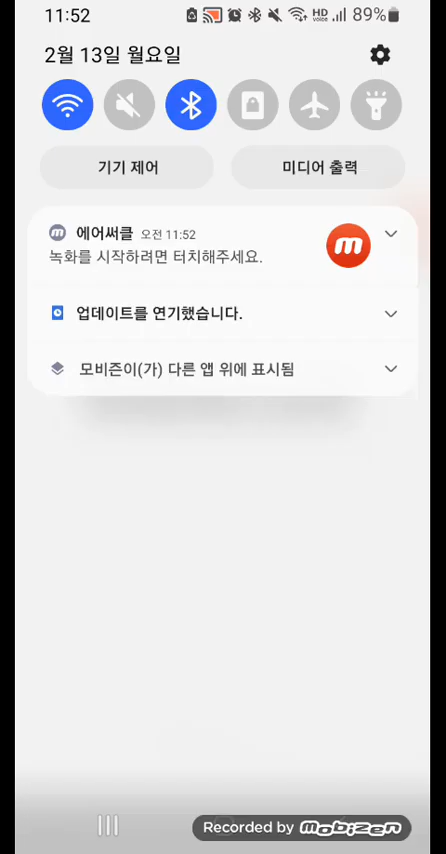 11:52
HD voice 89%
2월 13일 월요일
기기 제어
미디어 출력
에어써클 오전 11:52
녹화를 시작하려면 터치해주세요.
업데이트를 연기했습니다.
모비즌이(가) 다른 앱 위에 표시됨
Recorded by mobizen